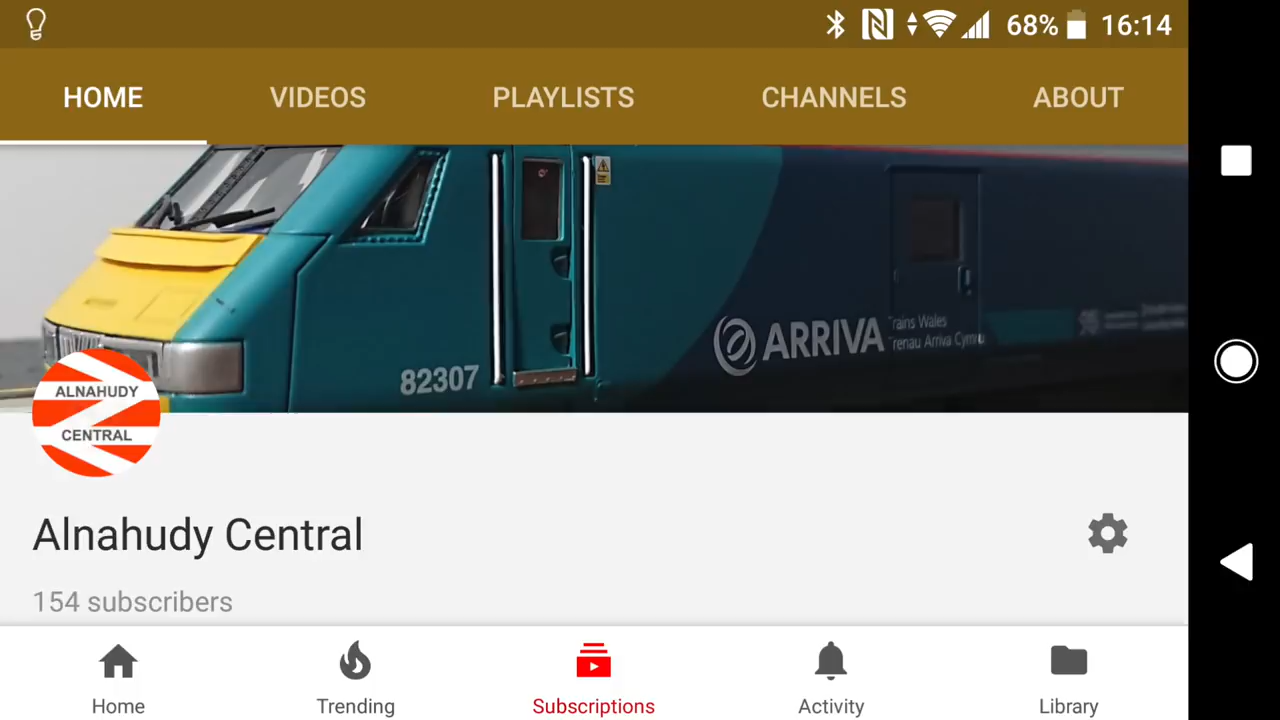 68% 16:14
HOME VIDEOS PLAYLISTS CHANNELS ABOUT
ARRIVA
Trains Wales
Trenau Arriva Cymru
82307
ALNAHUDY
CENTRAL
Alnahudy Central
154 subscribers
Home Trending Subscriptions Activity Library